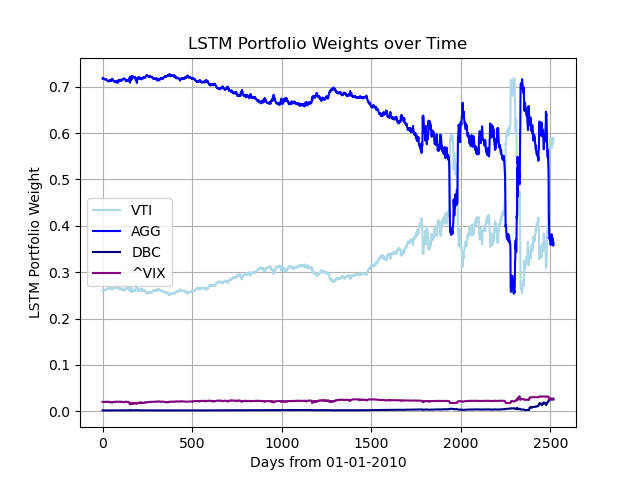 LSTM Portfolio Weights over Time
LSTM Portfolio Weight
0.7
0.6
0.5
0.4
0.3
0.2
0.1
0.0
VTI
AGG
DBC
^VIX
0 500 1000 1500 2000 2500
Days from 01-01-2010